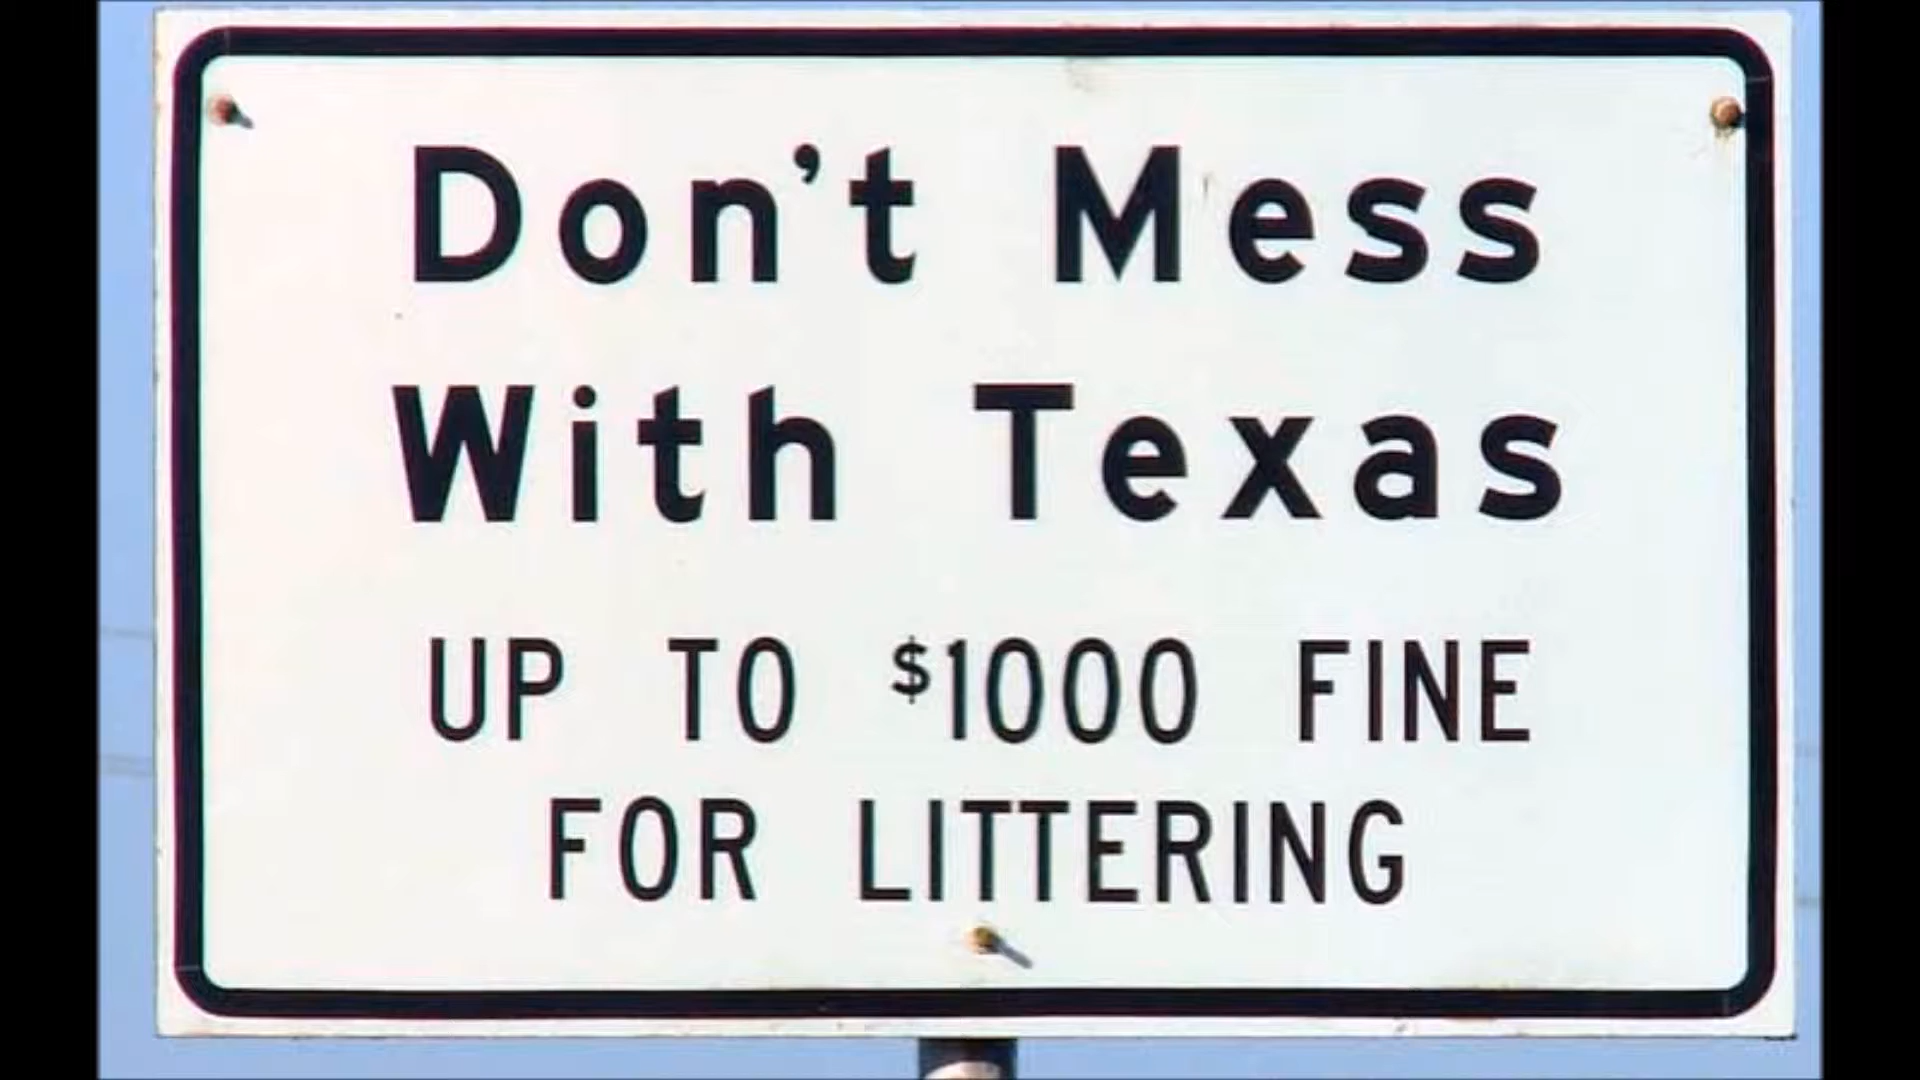 Don't Mess
With Texas
UP TO $1000 FINE
FOR LITTERING